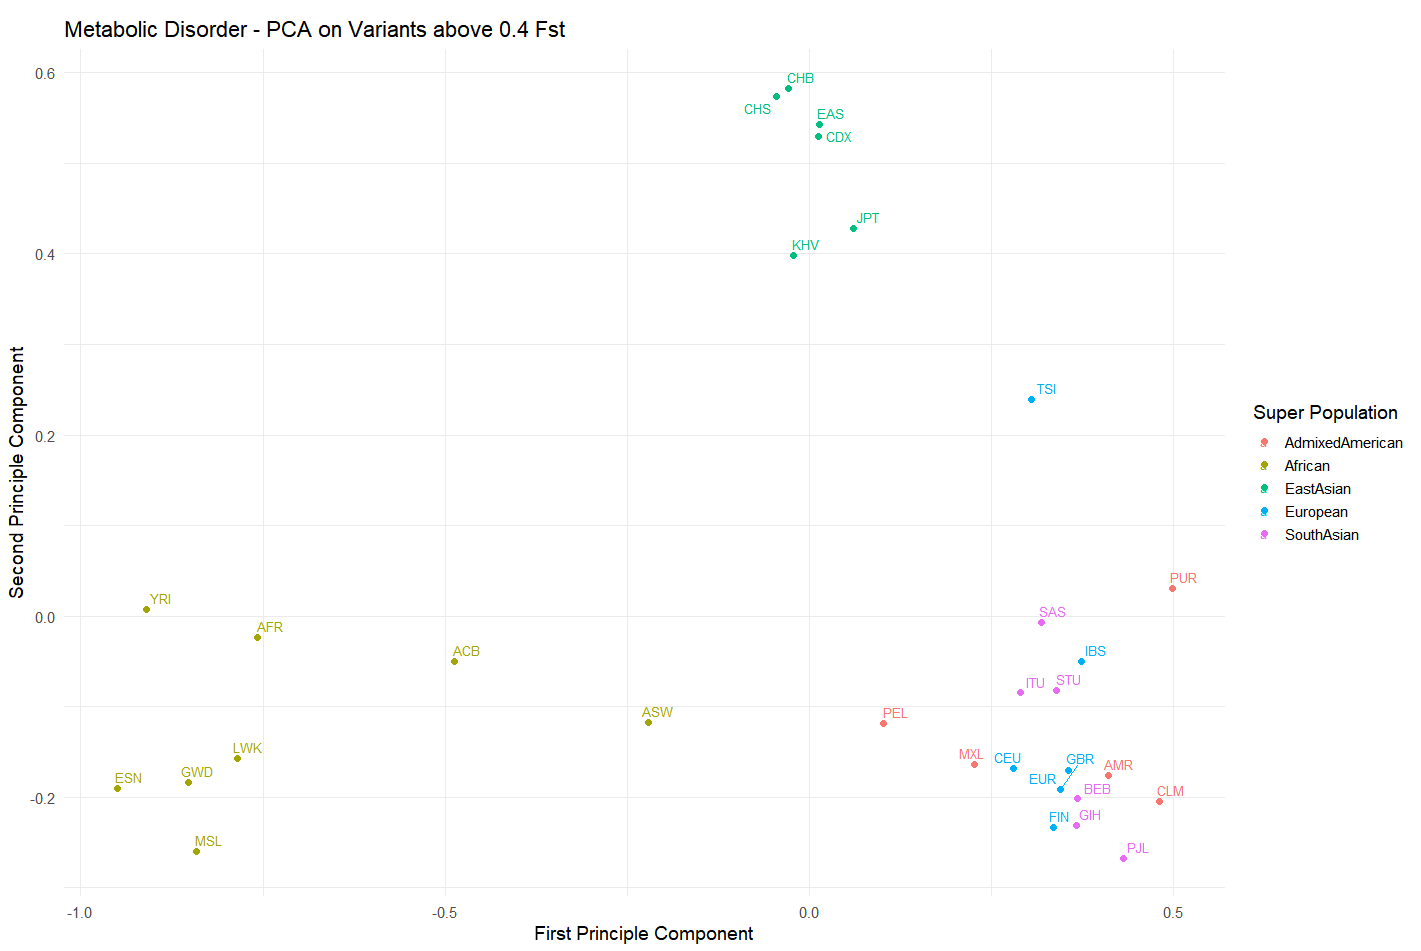 Metabolic Disorder - PCA on Variants above 0.4 Fst
0.6
0.4
0.2
0.0
-0.2
Second Principle Component
CHB
CHS
EAS
CDX
JPT
KHV
TSI
PUR
YRI
SAS
AFR
ACB
IBS
ITU
STU
ASW
PEL
LWK
MXL
CEU
GBR
AMR
ESN
GWD
EUR
BEB
CLM
FIN
GIH
MSL
PJL
-1.0
-0.5
0.0
0.5
First Principle Component
Super Population
AdmixedAmerican
African
EastAsian
European
SouthAsian